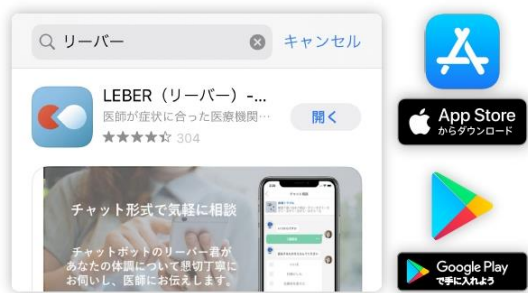 リーバー
キャンセル
LEBER(リーバー)-...
医師が症状に合った医療機関…
304
開く
チャット形式で気軽に相談
チャットボットのリーバー君が
あなたの体調について懇切丁寧に
お伺いし、医師にお伝えします。
App Store
からダウンロード
Google Play
で手に入れよう